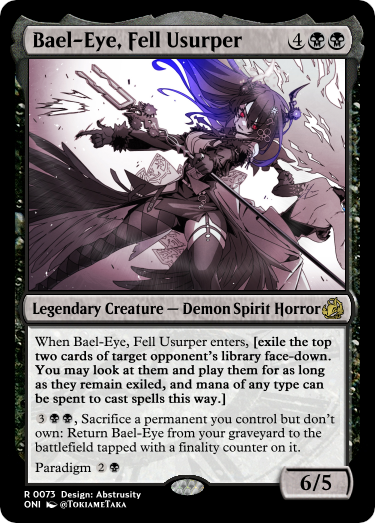 Bael-Eye, Fell Usurper 4
Legendary Creature — Demon Spirit Horror
When Bael-Eye, Fell Usurper enters, [exile the top
two cards of target opponent's library face-down.
You may look at them and play them for as long
as they remain exiled, and mana of any type can
be spent to cast spells this way.]
3, Sacrifice a permanent you control but don't
own: Return Bael-Eye from your graveyard to the
battlefield tapped with a finality counter on it.
Paradigm 2
6/5
R 0073 Design: Abstrusity
ONI @TokiameTaka